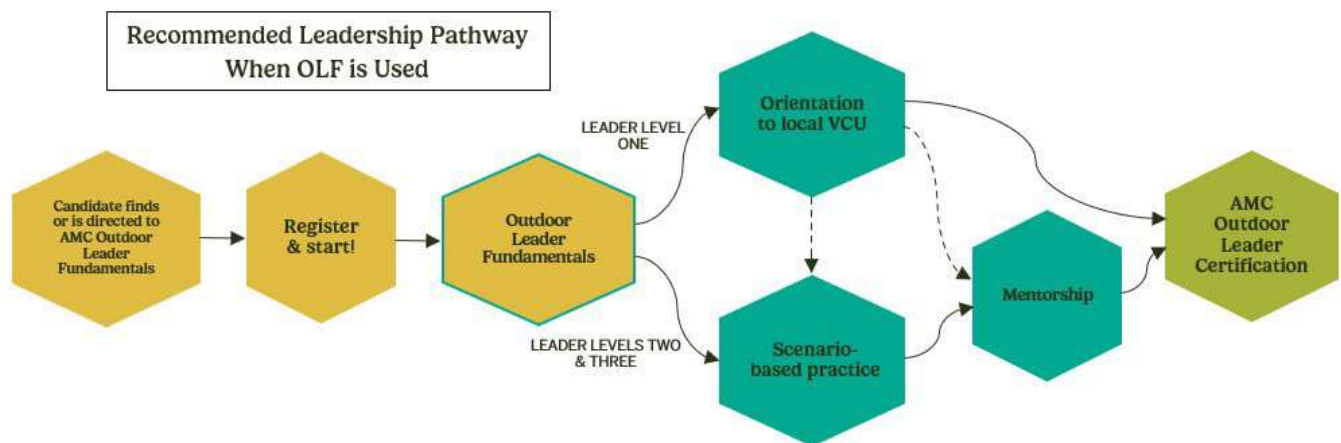 Recommended Leadership Pathway
When OLF is Used
Candidate finds
or is directed to
AMC Outdoor
Leader
Fundamentals
Register
& start!
Outdoor
Leader
Fundamentals
LEADER LEVEL
ONE
Orientation
to local VCU
LEADER LEVELS TWO
& THREE
Scenario-
based practice
Mentorship
AMC
Outdoor
Leader
Certification